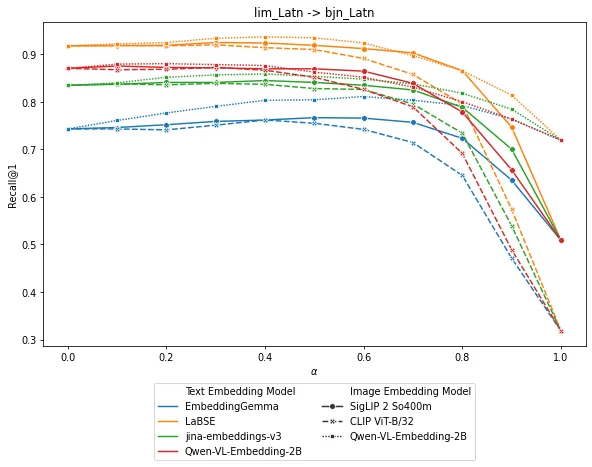 lim_Latn -> bjn_Latn
Recall@1
0.9
0.8
0.7
0.6
0.5
0.4
0.3
0.0
0.2
0.4
0.6
0.8
1.0
α
Text Embedding Model
EmbeddingGemma
LaBSE
jina-embeddings-v3
Qwen-VL-Embedding-2B
Image Embedding Model
SigLIP 2 So400m
CLIP ViT-B/32
Qwen-VL-Embedding-2B